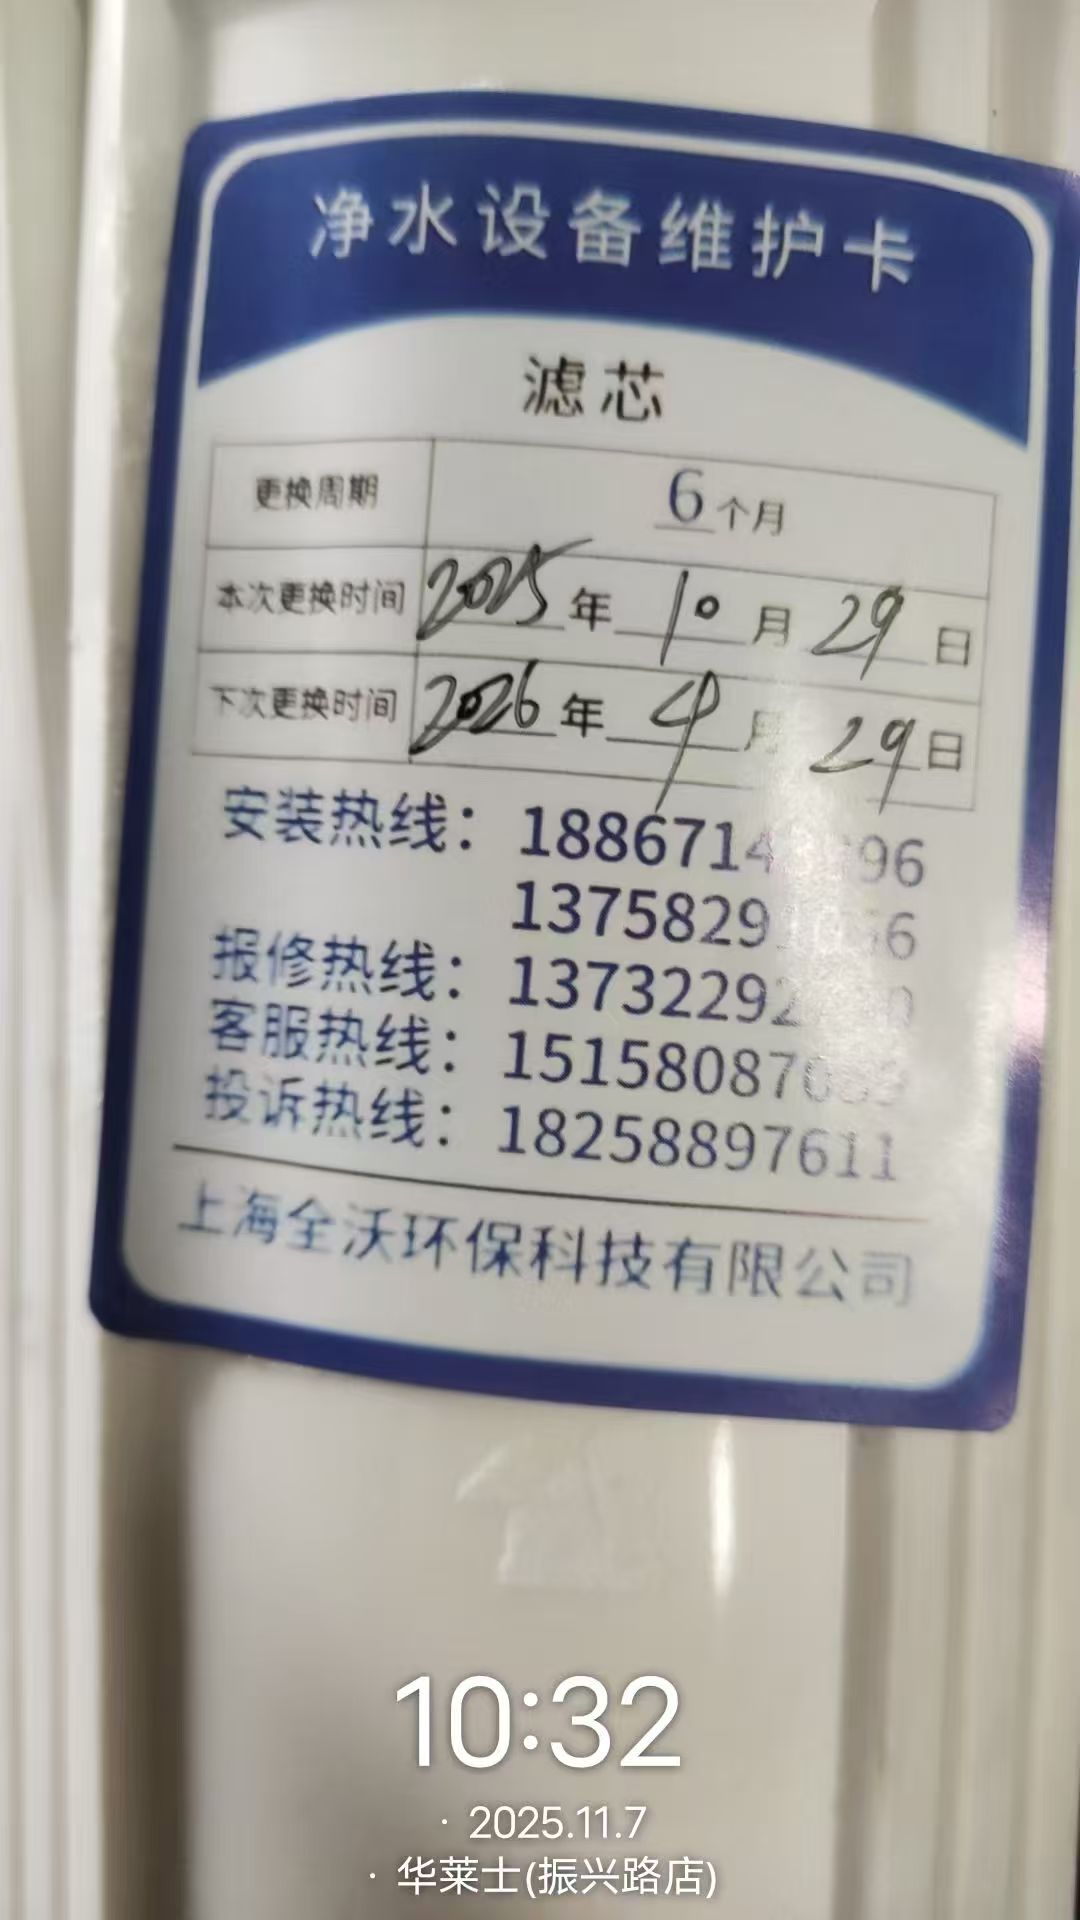 净水设备维护卡
滤芯
更换周期 6个月
本次更换时间 2025年10月29日
下次更换时间 2026年4月29日
安装热线：
报修热线：
客服热线：
投诉热线：18258897611
上海全沃环保科技有限公司
10:32
· 2025.11.7
· 华莱士(振兴路店)